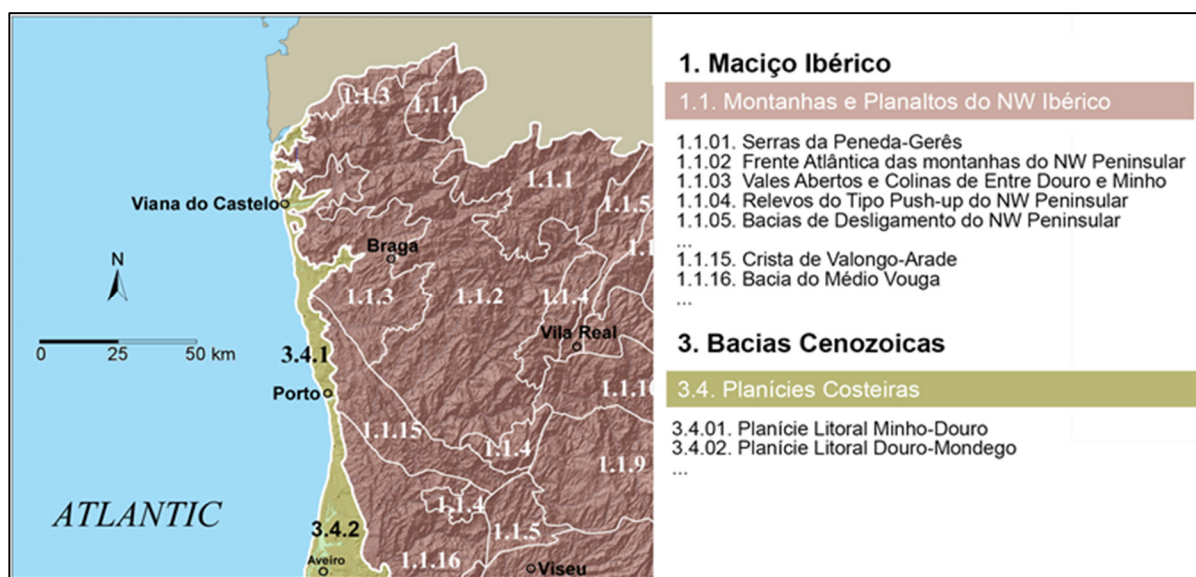 1.1.3
1.1.1
1.1.1
1.1.5
Viana do Castelo
N
Braga
1.1.3
1.1.2
1.1.4
Vila Real
0 25 50 km
3.4.1
Porto
1.1.10
1.1.15
1.1.4
1.1.9
1.1.4
ATLANTIC
3.4.2
1.1.5
Aveiro
1.1.16
Viseu
1. Maciço Ibérico
1.1. Montanhas e Planaltos do NW Ibérico
1.1.01. Serras da Peneda-Gerês
1.1.02 Frente Atlântica das montanhas do NW Peninsular
1.1.03 Vales Abertos e Colinas de Entre Douro e Minho
1.1.04. Relevos do Tipo Push-up do NW Peninsular
1.1.05. Bacias de Desligamento do NW Peninsular
...
1.1.15. Crista de Valongo-Arade
1.1.16. Bacia do Médio Vouga
...
3. Bacias Cenozoicas
3.4. Planícies Costeiras
3.4.01. Planície Litoral Minho-Douro
3.4.02. Planície Litoral Douro-Mondego
...